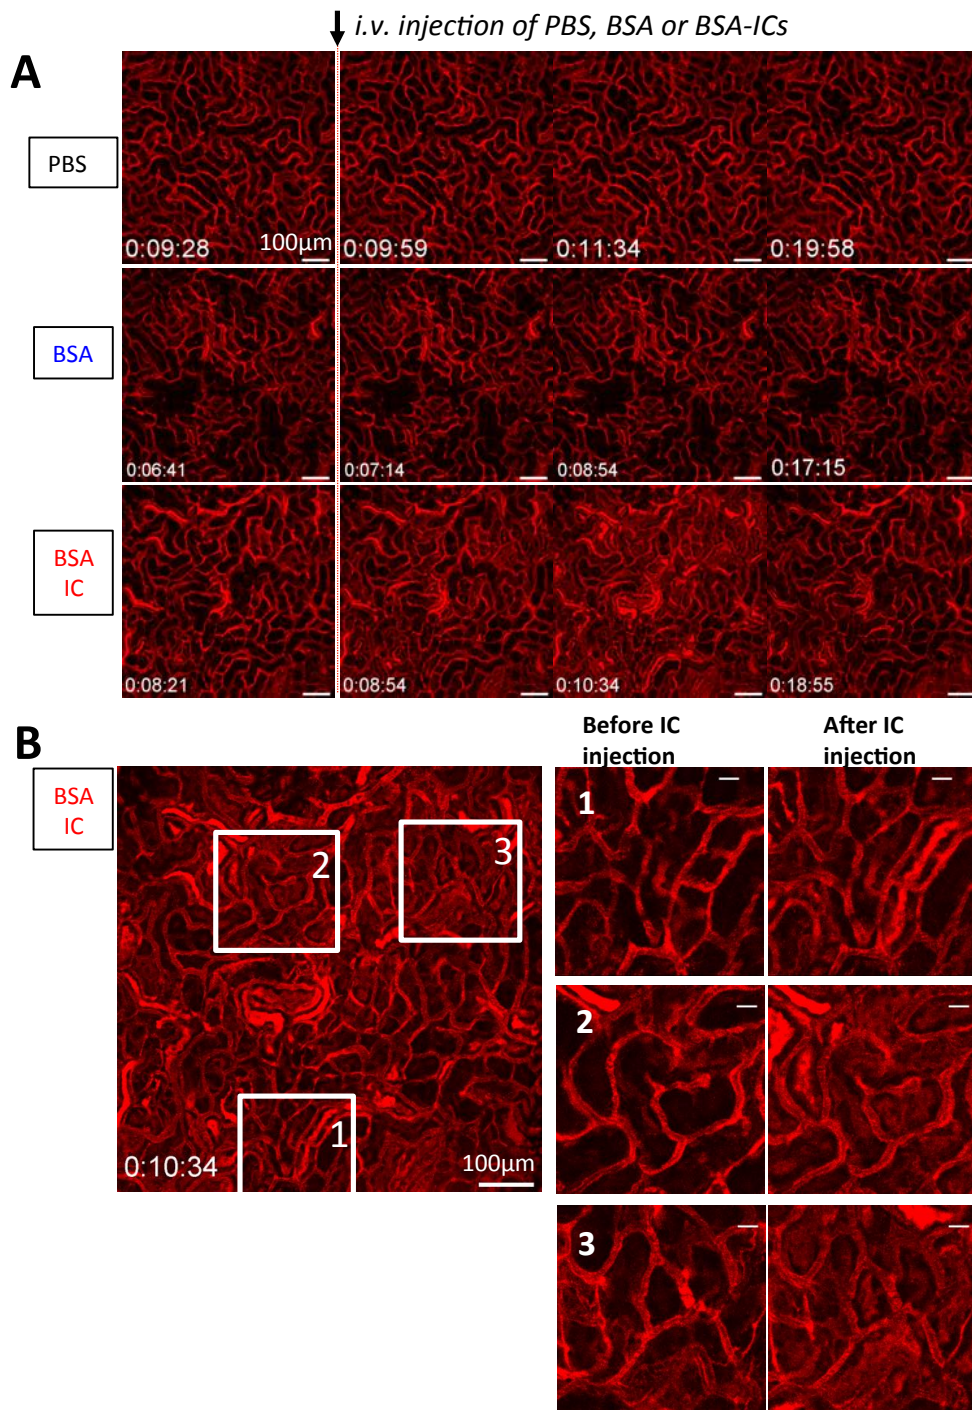 i.v. injection of PBS, BSA or BSA-ICs
A
PBS
0:09:28
100μm
0:09:59
0:11:34
0:19:58
BSA
0:06:41
0:07:14
0:08:54
0:17:15
BSA
IC
0:08:21
0:08:54
0:10:34
0:18:55
B
BSA
IC
2
3
1
0:10:34
100μm
Before IC
injection
After IC
injection
1
2
3